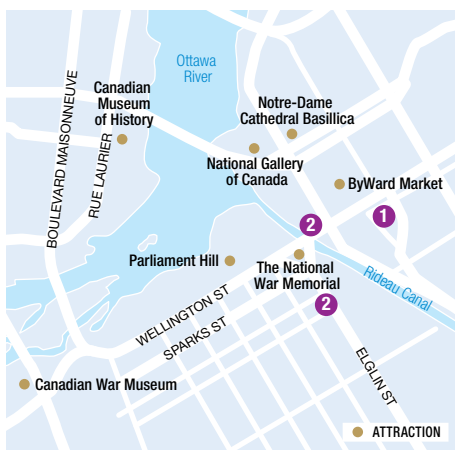 Ottawa
River
Canadian
Museum
of History
BOULEVARD MAISONNEUVE
RUE LAURIER
Notre-Dame
Cathedral Basillica
National Gallery
of Canada
ByWard Market
1
2
Parliament Hill
The National
War Memorial
Rideau Canal
2
WELLINGTON ST
SPARKS ST
ELGLIN ST
Canadian War Museum
ATTRACTION